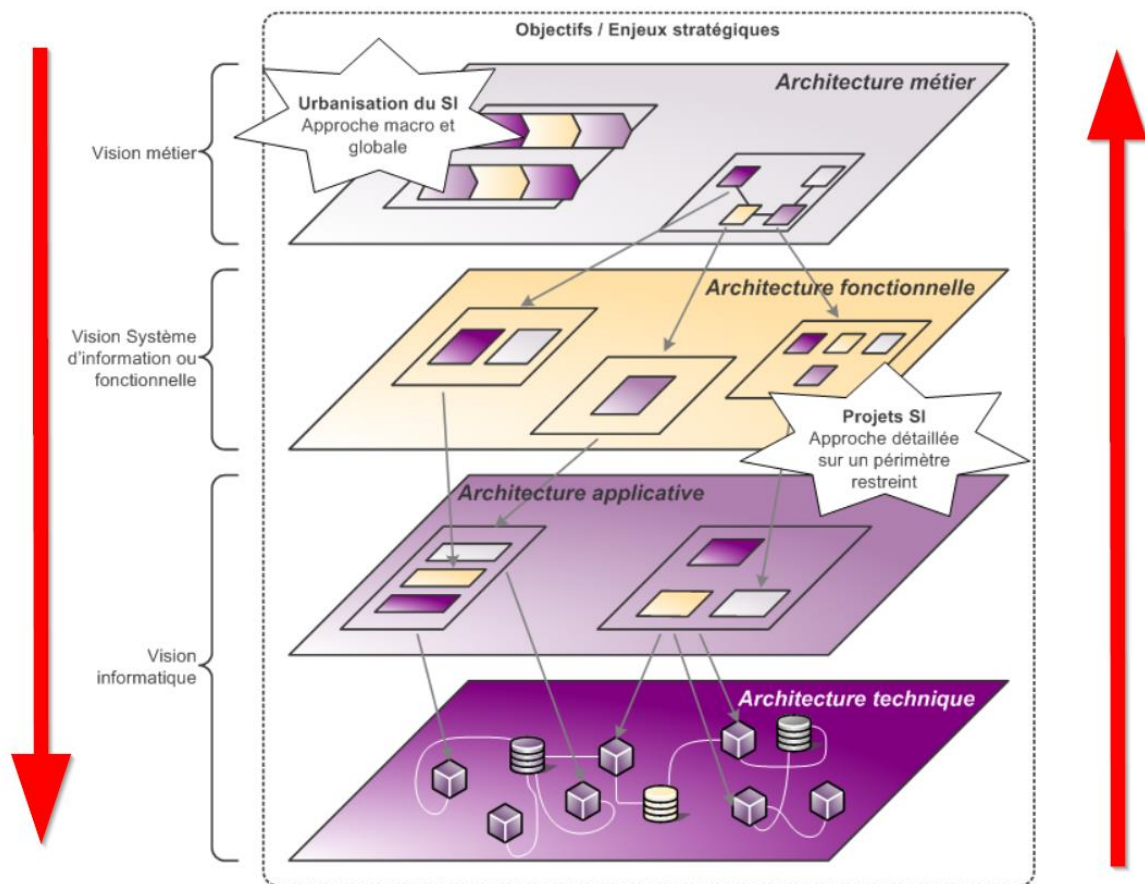 Objectifs / Enjeux stratégiques
Architecture métier
Urbanisation du SI
Approche macro et
globale
Vision métier
Architecture fonctionnelle
Vision Système
d'information ou
fonctionnelle
Projets SI
Approche détaillée
sur un périmètre
restreint
Architecture applicative
Vision
informatique
Architecture technique